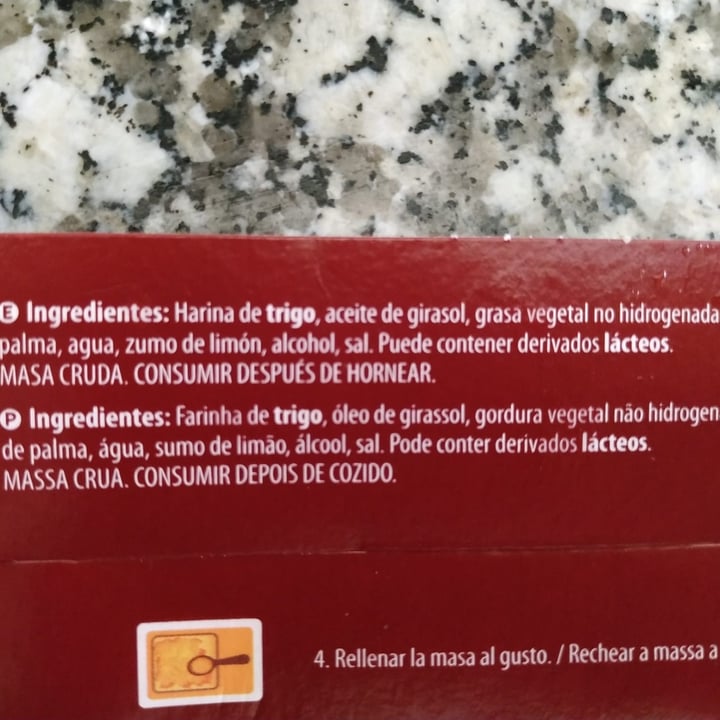 E Ingredientes: Harina de trigo, aceite de girasol, grasa vegetal no hidrogenada
palma, agua, zumo de limón, alcohol, sal. Puede contener derivados lácteos.
MASA CRUDA. CONSUMIR DESPUÉS DE HORNEAR.
P Ingredientes: Farinha de trigo, óleo de girassol, gordura vegetal não hidrogen
de palma, água, sumo de limão, álcool, sal. Pode conter derivados lácteos.
MASSA CRUA. CONSUMIR DEPOIS DE COZIDO.
4. Rellenar la masa al gusto. / Rechear a massa a